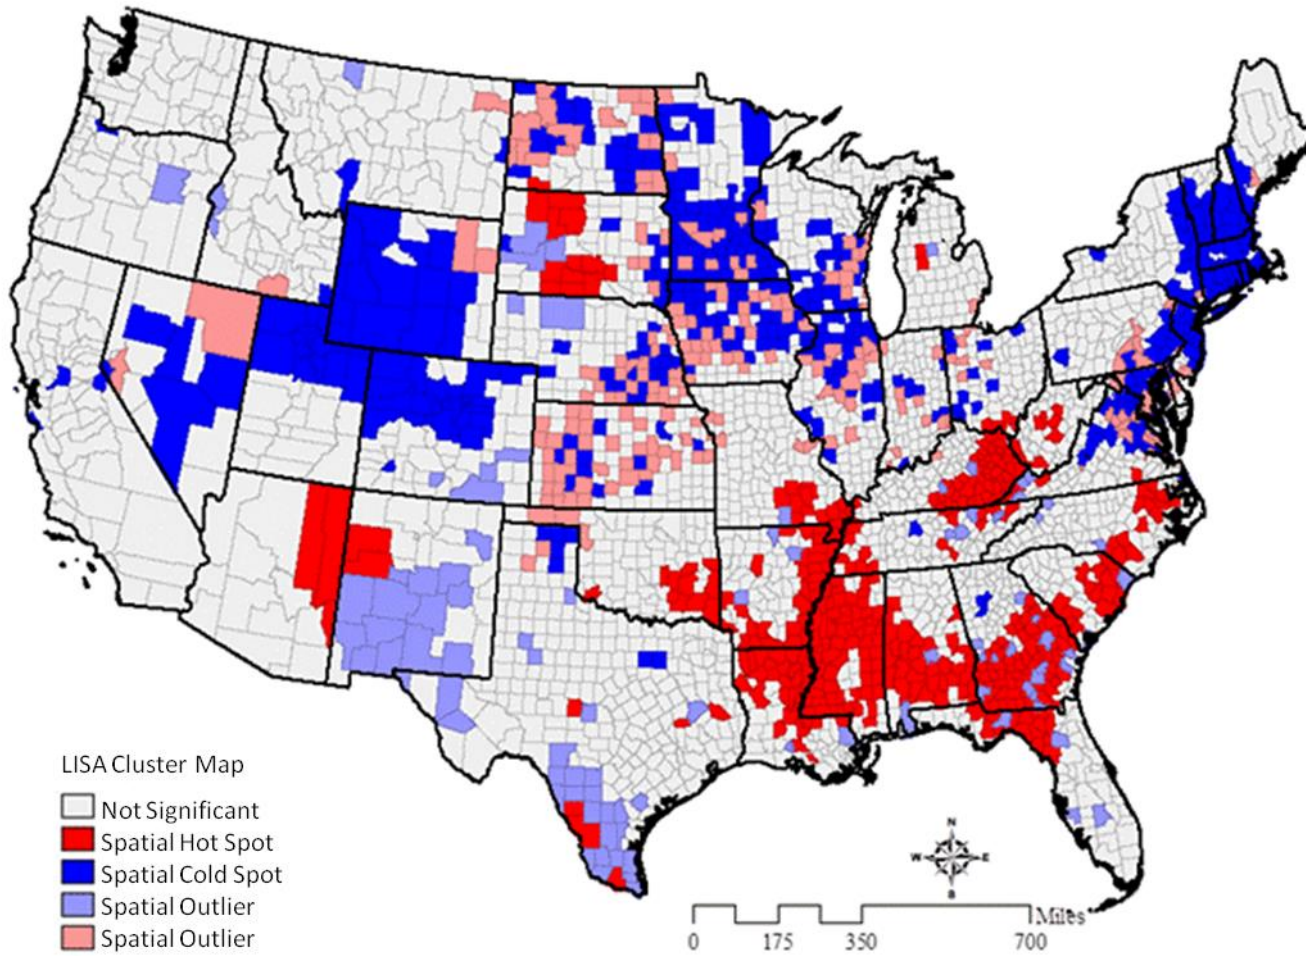 LISA Cluster Map
Not Significant
Spatial Hot Spot
Spatial Cold Spot
Spatial Outlier
Spatial Outlier
N
W E
S
Miles
0 175 350 700